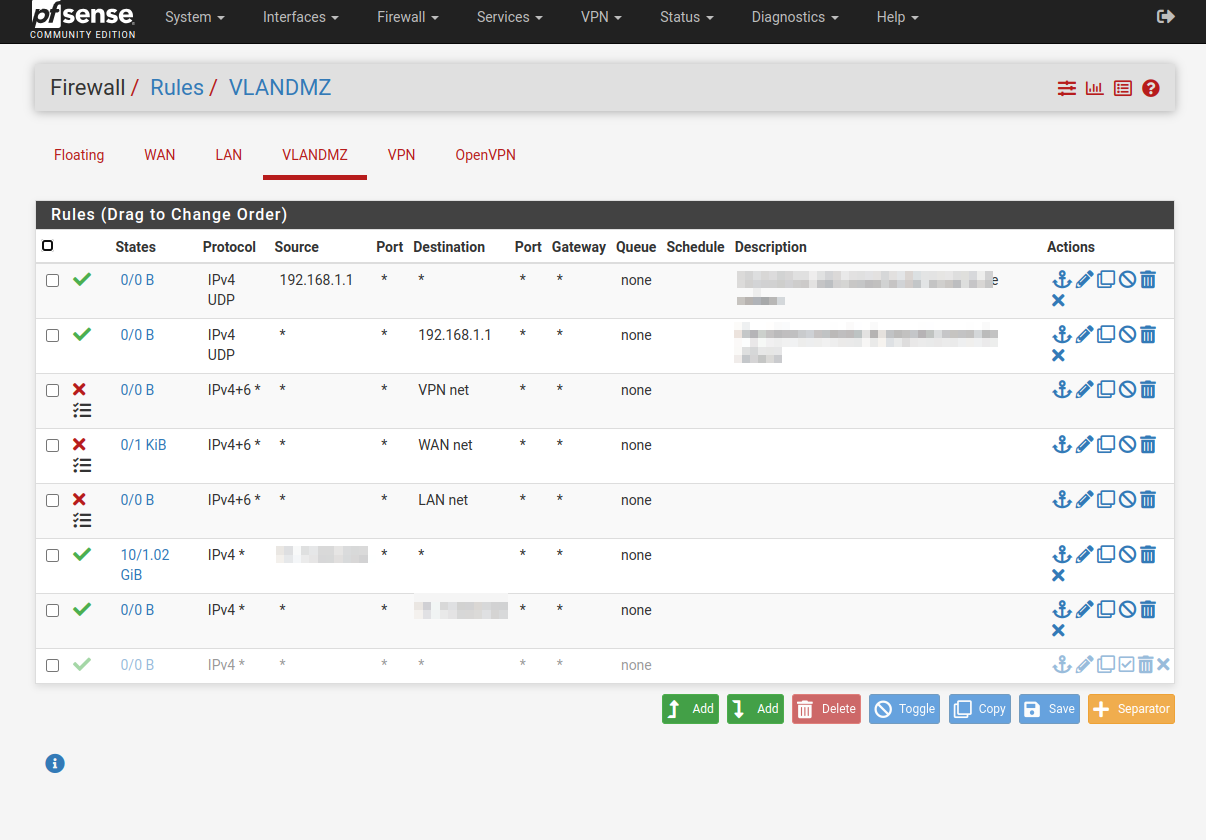 pfsense
COMMUNITY EDITION
System Interfaces Firewall Services VPN Status Diagnostics Help
Firewall / Rules / VLANDMZ
Floating WAN LAN VLANDMZ VPN OpenVPN
Rules (Drag to Change Order)
States Protocol Source Port Destination Port Gateway Queue Schedule Description Actions
0/0 B IPv4 192.168.1.1 * * * * none
UDP
0/0 B IPv4 * * 192.168.1.1 * * none
UDP
0/0 B IPv4+6 * * * VPN net * * none
0/1 KiB IPv4+6 * * * WAN net * * none
0/0 B IPv4+6 * * * LAN net * * none
10/1.02 IPv4 * * * * * none
GiB
0/0 B IPv4 * * * * * none
0/0 B IPv4 * * * * * * none
Add Add Delete Toggle Copy Save Separator